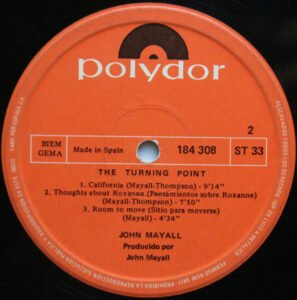 polydor
2
BIEM
GEMA
Made in Spain
184 308
ST 33
THE TURNING POINT
1. California (Mayall-Thompson) - 9'14"
2. Thoughts about Roxanne (Pensamientos sobre Roxanne)
(Mayall-Thompson) - 7'50"
3. Room to move (Sitio para moverse)
(Mayall) - 4'34"
JOHN MAYALL
Producido por
John Mayall